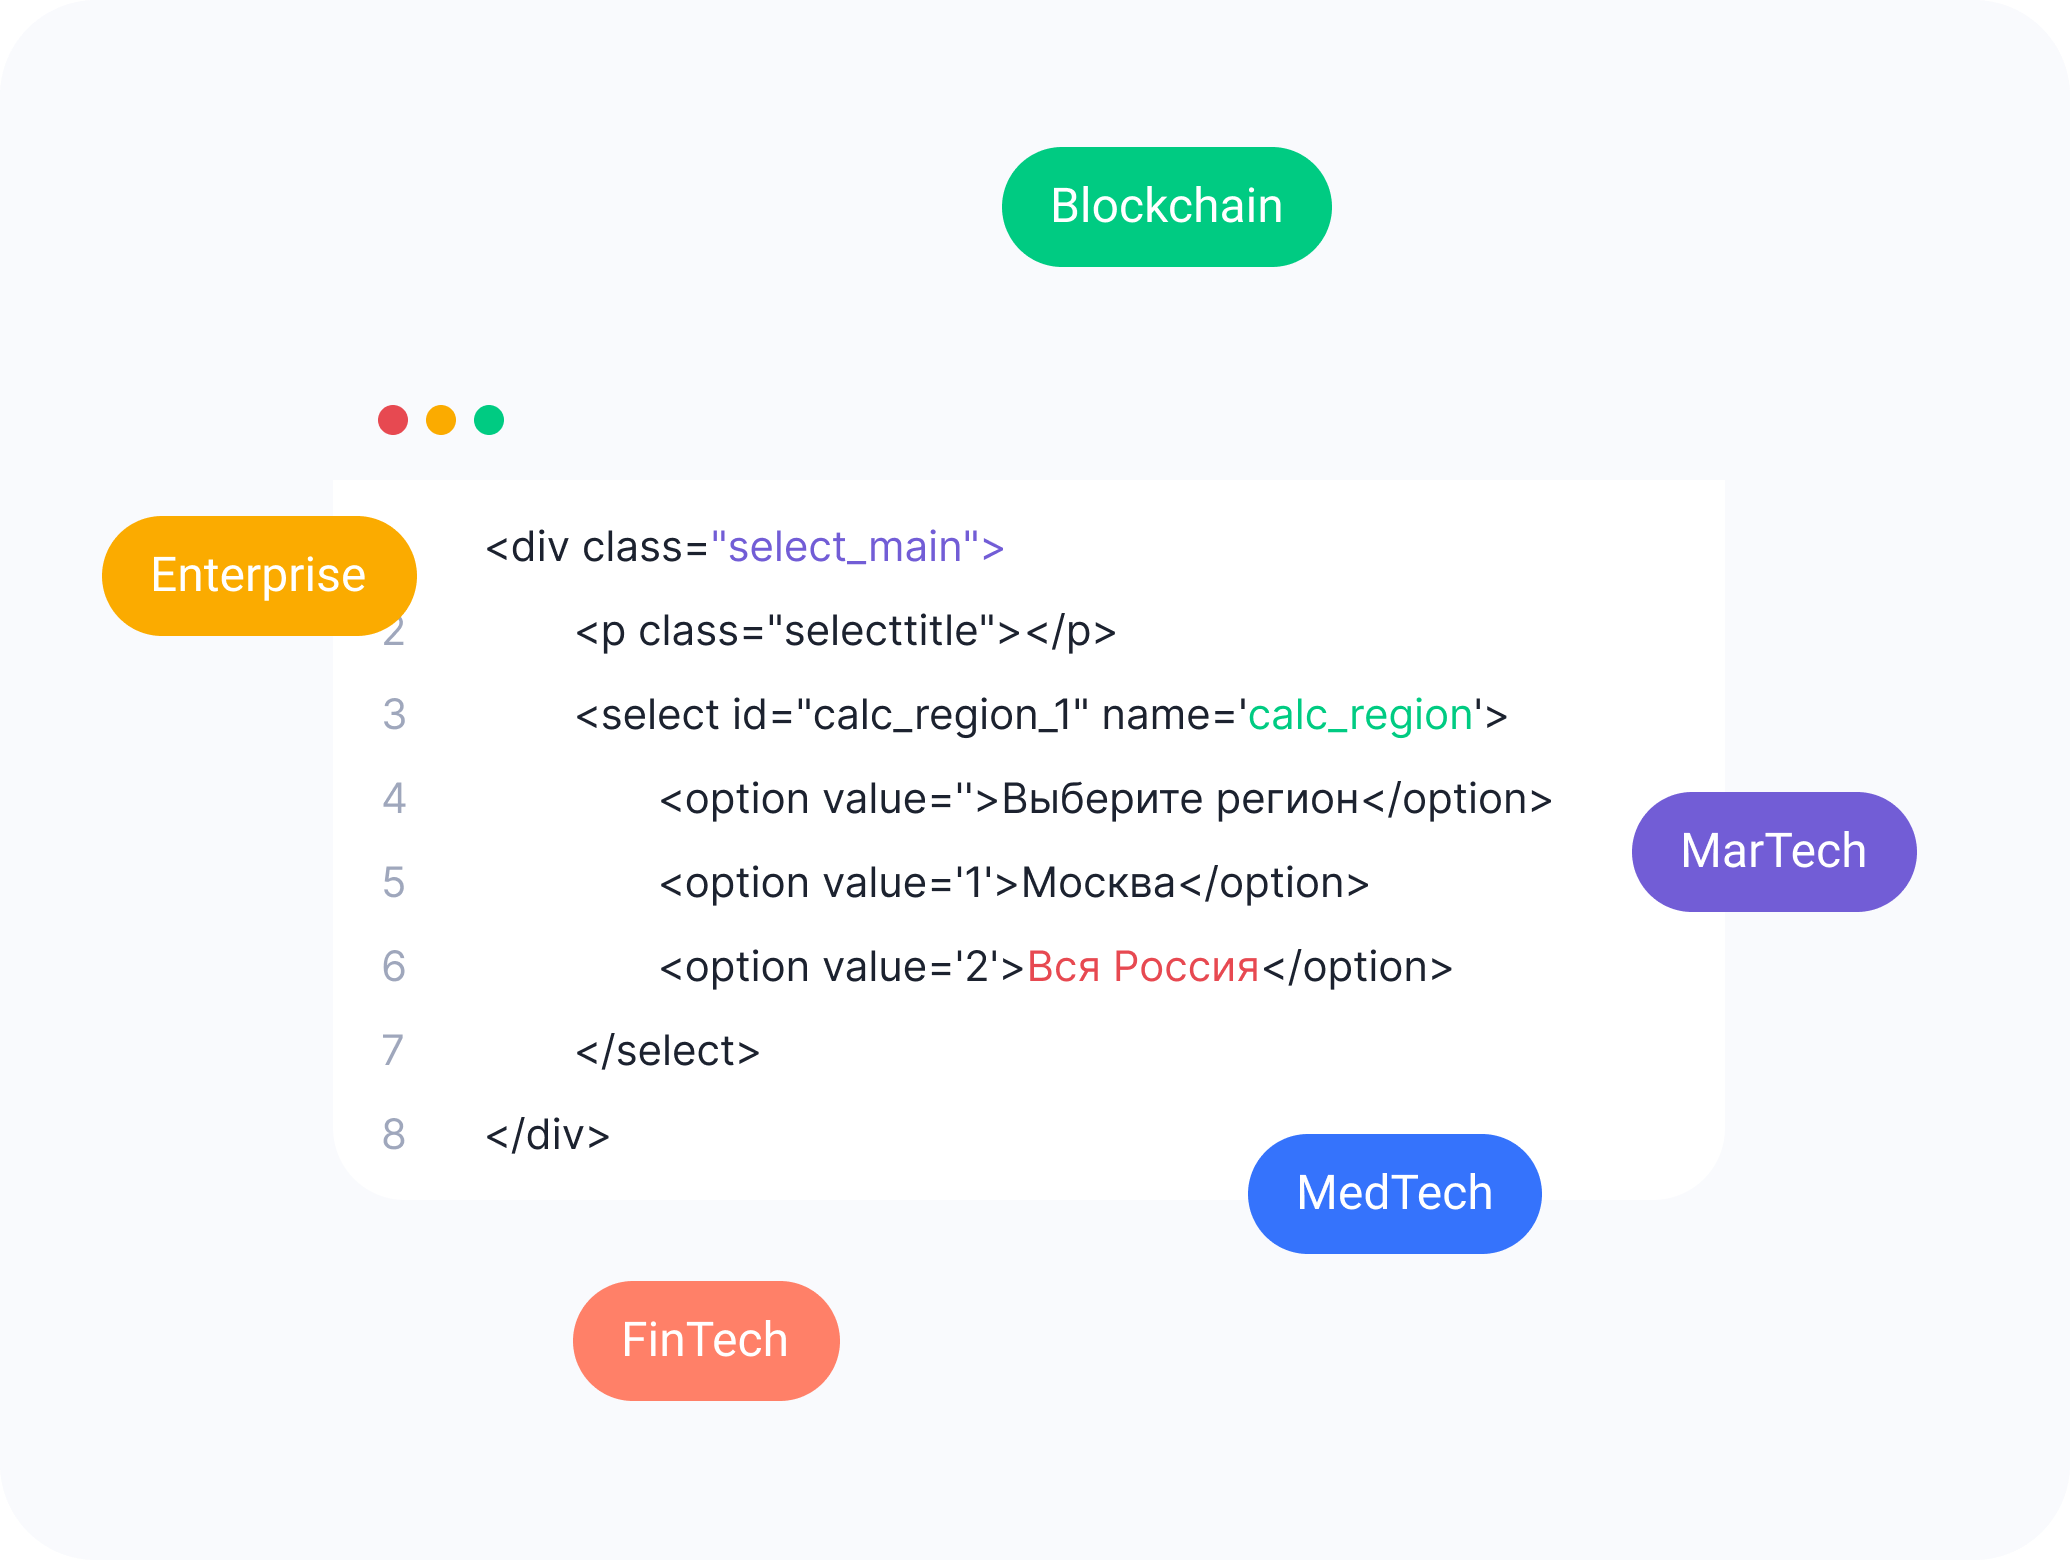 Blockchain
Enterprise
<div class="select_main">
2 <p class="selecttitle"></p>
3 <select id="calc_region_1" name='calc_region'>
4 <option value=''>Выберите регион</option>
MarTech
5 <option value='1'>Москва</option>
6 <option value='2'>Вся Россия</option>
7 </select>
8 </div>
MedTech
FinTech